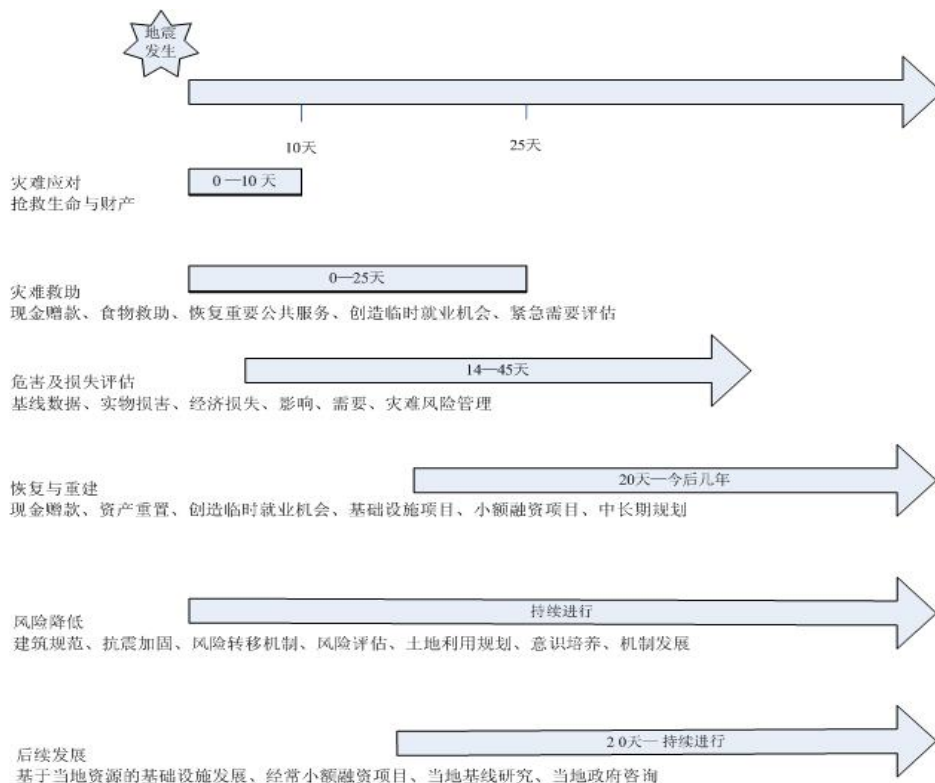 地震
发生
10天
25天
0 —10 天
灾难应对
抢救生命与财产
0—25天
灾难救助
现金赠款、食物救助、恢复重要公共服务、创造临时就业机会、紧急需要评估
14—45天
危害及损失评估
基线数据、实物损害、经济损失、影响、需要、灾难风险管理
20天—今后几年
恢复与重建
现金赠款、资产重置、创造临时就业机会、基础设施项目、小额融资项目、中长期规划
持续进行
风险降低
建筑规范、抗震加固、风险转移机制、风险评估、土地利用规划、意识培养、机制发展
2 0天— 持续进行
后续发展
基于当地资源的基础设施发展、经常小额融资项目、当地基线研究、当地政府咨询